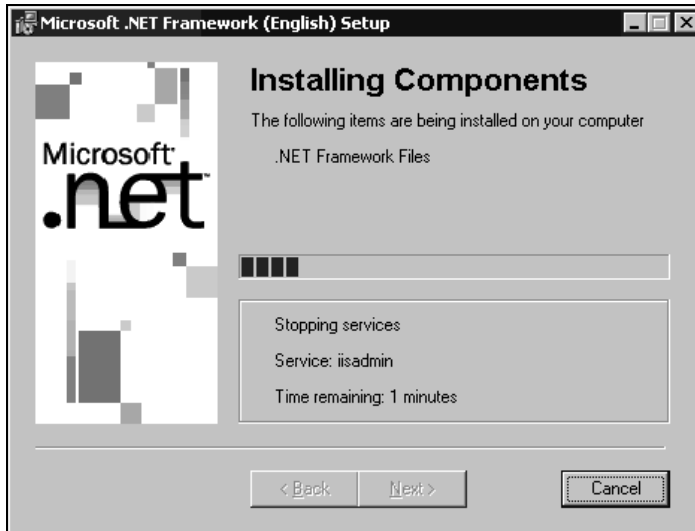 Microsoft .NET Framework (English) Setup
Installing Components
The following items are being installed on your computer
.NET Framework Files
Microsoft
.net
Stopping services
Service: iisadmin
Time remaining: 1 minutes
< Back Next > Cancel